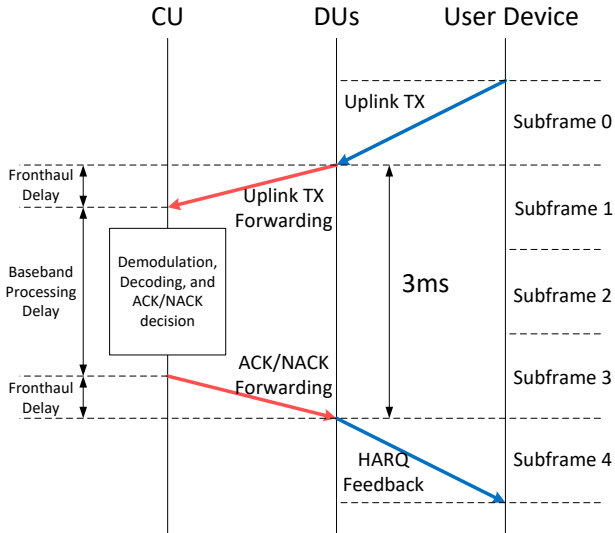 CU
DUs
User Device
Uplink TX
Subframe 0
Fronthaul
Delay
Uplink TX
Forwarding
Subframe 1
Baseband
Processing
Delay
Demodulation,
Decoding, and
ACK/NACK
decision
3ms
Subframe 2
ACK/NACK
Forwarding
Subframe 3
Fronthaul
Delay
HARQ
Feedback
Subframe 4